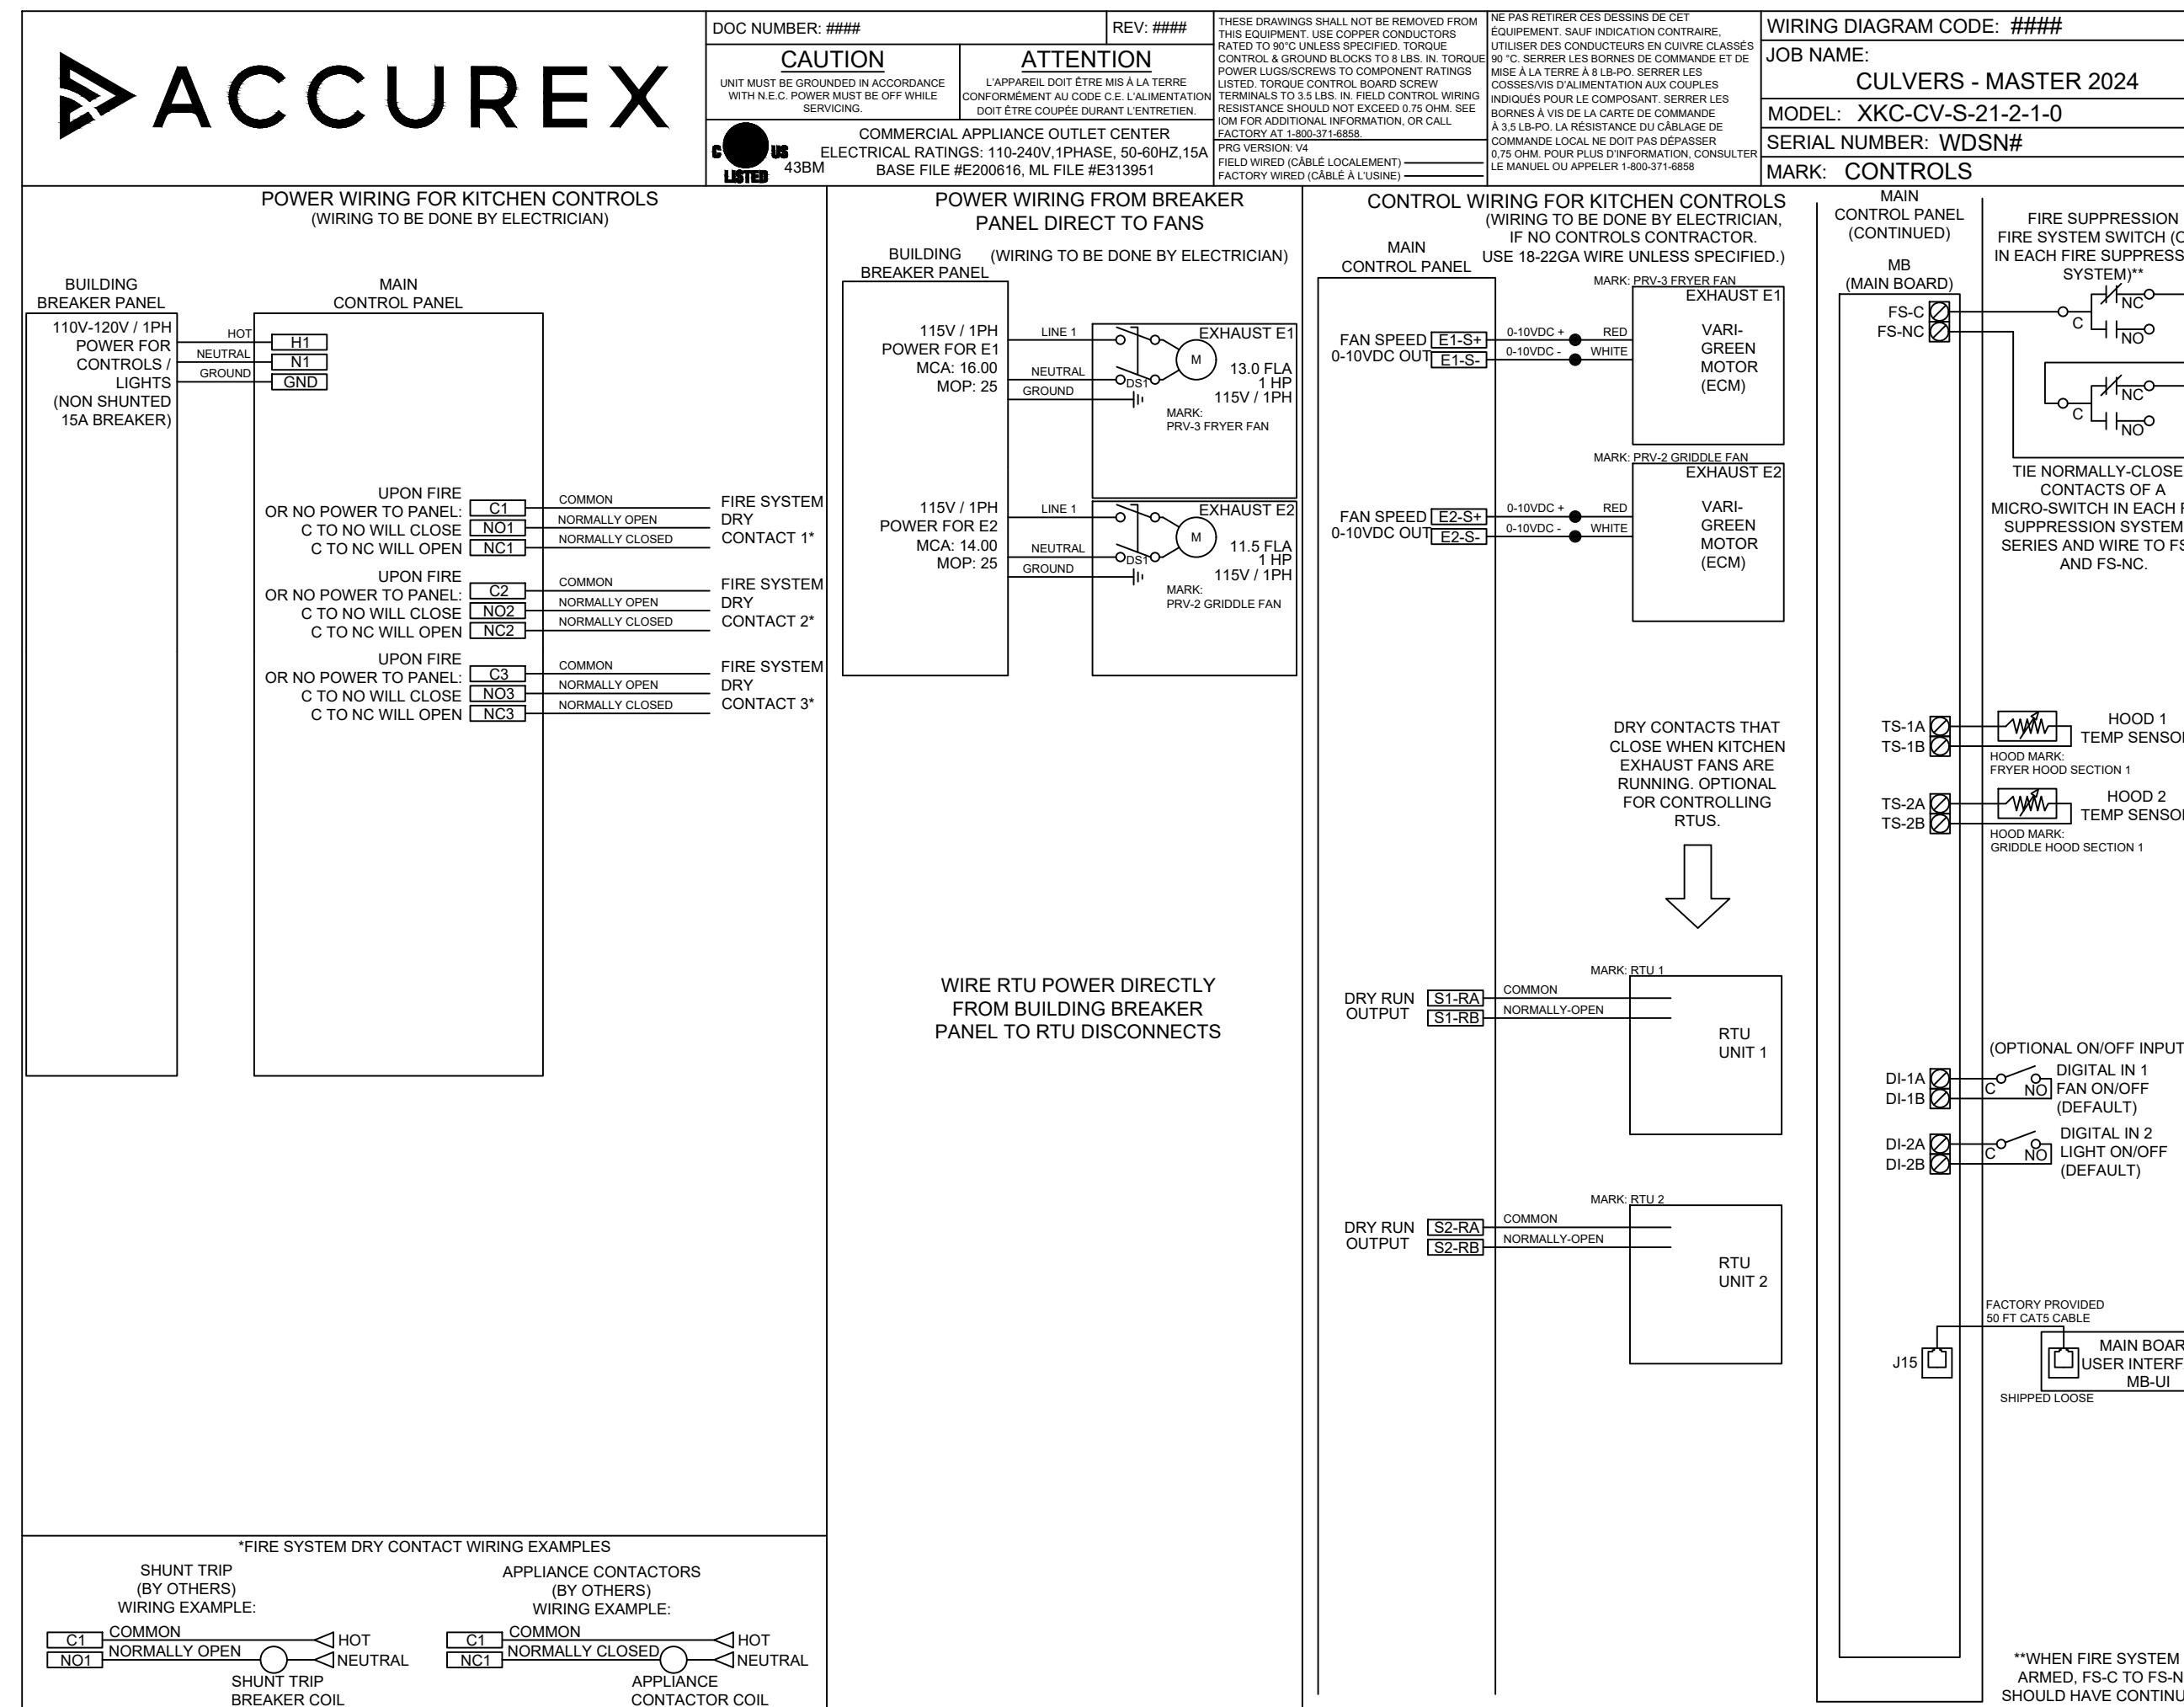 ACCUREX
DOC NUMBER: ####
REV: ####
CAUTION
UNIT MUST BE GROUNDED IN ACCORDANCE
WITH N.E.C. POWER MUST BE OFF WHILE
SERVICING.
ATTENTION
L'APPAREIL DOIT ÊTRE MIS À LA TERRE
CONFORMÉMENT AU CODE C.E. L'ALIMENTATION
DOIT ÊTRE COUPÉE DURANT L'ENTRETIEN.
C US
LISTED
43BM
COMMERCIAL APPLIANCE OUTLET CENTER
ELECTRICAL RATINGS: 110-240V,1PHASE, 50-60HZ,15A
BASE FILE #E200616, ML FILE #E313951
THESE DRAWINGS SHALL NOT BE REMOVED FROM
THIS EQUIPMENT. USE COPPER CONDUCTORS
RATED TO 90°C UNLESS SPECIFIED. TORQUE
CONTROL & GROUND BLOCKS TO 8 LBS. IN. TORQUE
POWER LUGS/SCREWS TO COMPONENT RATINGS
LISTED. TORQUE CONTROL BOARD SCREW
TERMINALS TO 3.5 LBS. IN. FIELD CONTROL WIRING
RESISTANCE SHOULD NOT EXCEED 0.75 OHM. SEE
IOM FOR ADDITIONAL INFORMATION, OR CALL
FACTORY AT 1-800-371-6858.
PRG VERSION: V4
FIELD WIRED (CÂBLÉ LOCALEMENT)
FACTORY WIRED (CÂBLÉ À L'USINE)
NE PAS RETIRER CES DESSINS DE CET
ÉQUIPEMENT. SAUF INDICATION CONTRAIRE,
UTILISER DES CONDUCTEURS EN CUIVRE CLASSÉS
90 °C. SERRER LES BORNES DE COMMANDE ET DE
MISE À LA TERRE À 8 LB-PO. SERRER LES
COSSES/VIS D'ALIMENTATION AUX COUPLES
INDIQUÉS POUR LE COMPOSANT. SERRER LES
BORNES À VIS DE LA CARTE DE COMMANDE
À 3,5 LB-PO. LA RÉSISTANCE DU CÂBLAGE DE
COMMANDE LOCAL NE DOIT PAS DÉPASSER
0,75 OHM. POUR PLUS D'INFORMATION, CONSULTER
LE MANUEL OU APPELER 1-800-371-6858
WIRING DIAGRAM CODE: ####
JOB NAME:
CULVERS - MASTER 2024
MODEL: XKC-CV-S-21-2-1-0
SERIAL NUMBER: WDSN#
MARK: CONTROLS
POWER WIRING FOR KITCHEN CONTROLS
(WIRING TO BE DONE BY ELECTRICIAN)
BUILDING
BREAKER PANEL
MAIN
CONTROL PANEL
110V-120V / 1PH
POWER FOR
CONTROLS /
LIGHTS
(NON SHUNTED
15A BREAKER)
HOT
H1
NEUTRAL
N1
GROUND
GND
UPON FIRE
OR NO POWER TO PANEL:
C TO NO WILL CLOSE
C TO NC WILL OPEN
C1
NO1
NC1
COMMON
NORMALLY OPEN
NORMALLY CLOSED
FIRE SYSTEM
DRY
CONTACT 1*
UPON FIRE
OR NO POWER TO PANEL:
C TO NO WILL CLOSE
C TO NC WILL OPEN
C2
NO2
NC2
COMMON
NORMALLY OPEN
NORMALLY CLOSED
FIRE SYSTEM
DRY
CONTACT 2*
UPON FIRE
OR NO POWER TO PANEL:
C TO NO WILL CLOSE
C TO NC WILL OPEN
C3
NO3
NC3
COMMON
NORMALLY OPEN
NORMALLY CLOSED
FIRE SYSTEM
DRY
CONTACT 3*
*FIRE SYSTEM DRY CONTACT WIRING EXAMPLES
SHUNT TRIP
(BY OTHERS)
WIRING EXAMPLE:
C1 COMMON HOT
NO1 NORMALLY OPEN NEUTRAL
SHUNT TRIP
BREAKER COIL
APPLIANCE CONTACTORS
(BY OTHERS)
WIRING EXAMPLE:
C1 COMMON HOT
NC1 NORMALLY CLOSED NEUTRAL
APPLIANCE
CONTACTOR COIL
POWER WIRING FROM BREAKER
PANEL DIRECT TO FANS
(WIRING TO BE DONE BY ELECTRICIAN)
BUILDING
BREAKER PANEL
115V / 1PH
POWER FOR E1
MCA: 16.00
MOP: 25
LINE 1
NEUTRAL
GROUND
EXHAUST E1
M
DS1
13.0 FLA
1 HP
115V / 1PH
MARK:
PRV-3 FRYER FAN
115V / 1PH
POWER FOR E2
MCA: 14.00
MOP: 25
LINE 1
NEUTRAL
GROUND
EXHAUST E2
M
DS1
11.5 FLA
1 HP
115V / 1PH
MARK:
PRV-2 GRIDDLE FAN
WIRE RTU POWER DIRECTLY
FROM BUILDING BREAKER
PANEL TO RTU DISCONNECTS
CONTROL WIRING FOR KITCHEN CONTROLS
(WIRING TO BE DONE BY ELECTRICIAN,
IF NO CONTROLS CONTRACTOR.
USE 18-22GA WIRE UNLESS SPECIFIED.)
MAIN
CONTROL PANEL
MARK: PRV-3 FRYER FAN
EXHAUST E1
FAN SPEED
0-10VDC OUT
E1-S+
E1-S-
0-10VDC + RED
0-10VDC - WHITE
VARI-
GREEN
MOTOR
(ECM)
MARK: PRV-2 GRIDDLE FAN
EXHAUST E2
FAN SPEED
0-10VDC OUT
E2-S+
E2-S-
0-10VDC + RED
0-10VDC - WHITE
VARI-
GREEN
MOTOR
(ECM)
DRY CONTACTS THAT
CLOSE WHEN KITCHEN
EXHAUST FANS ARE
RUNNING. OPTIONAL
FOR CONTROLLING
RTUS.
MARK: RTU 1
DRY RUN
OUTPUT
S1-RA
S1-RB
COMMON
NORMALLY-OPEN
RTU
UNIT 1
MARK: RTU 2
DRY RUN
OUTPUT
S2-RA
S2-RB
COMMON
NORMALLY-OPEN
RTU
UNIT 2
MAIN
CONTROL PANEL
(CONTINUED)
MB
(MAIN BOARD)
FIRE SUPPRESSION
FIRE SYSTEM SWITCH
IN EACH FIRE
SYSTEM)**
FS-C
FS-NC
C
NC
NO
C
NC
NO
TIE
CONTACTS OF A
MICRO-SWITCH IN EACH
SUPPRESSION SYSTEM
SERIES AND WIRE TO
AND FS-NC.
TS-1A
TS-1B
HOOD 1
TEMP
HOOD MARK:
FRYER HOOD SECTION 1
TS-2A
TS-2B
HOOD 2
TEMP
HOOD MARK:
GRIDDLE HOOD SECTION 1
(OPTIONAL ON/OFF
DI-1A
DI-1B
C NO
DIGITAL IN 1
FAN ON/OFF
(DEFAULT)
DI-2A
DI-2B
C NO
DIGITAL IN 2
LIGHT ON/OFF
(DEFAULT)
FACTORY PROVIDED
50 FT CAT5 CABLE
J15
MAIN
USER
MB-UI
SHIPPED LOOSE
**WHEN FIRE SYSTEM
ARMED, FS-C TO
SHOULD HAVE